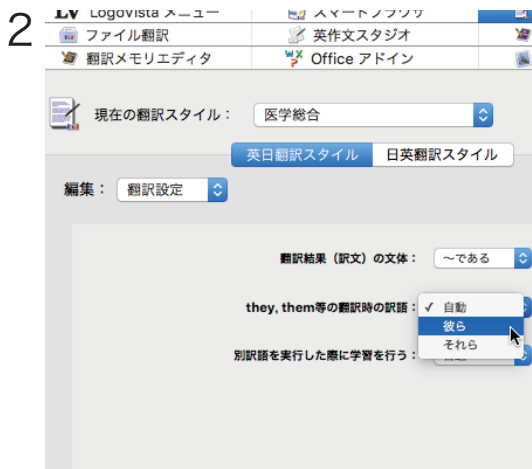 2
LV LogoVista メニュー スマートブラウザ
ファイル翻訳 英作文スタジオ
翻訳メモリエディタ Office アドイン
現在の翻訳スタイル： 医学総合
英日翻訳スタイル 日英翻訳スタイル
編集： 翻訳設定
翻訳結果（訳文）の文体： 〜である
they, them等の翻訳時の訳語： ✓ 自動
彼ら
それら
別訳語を実行した際に学習を行う：